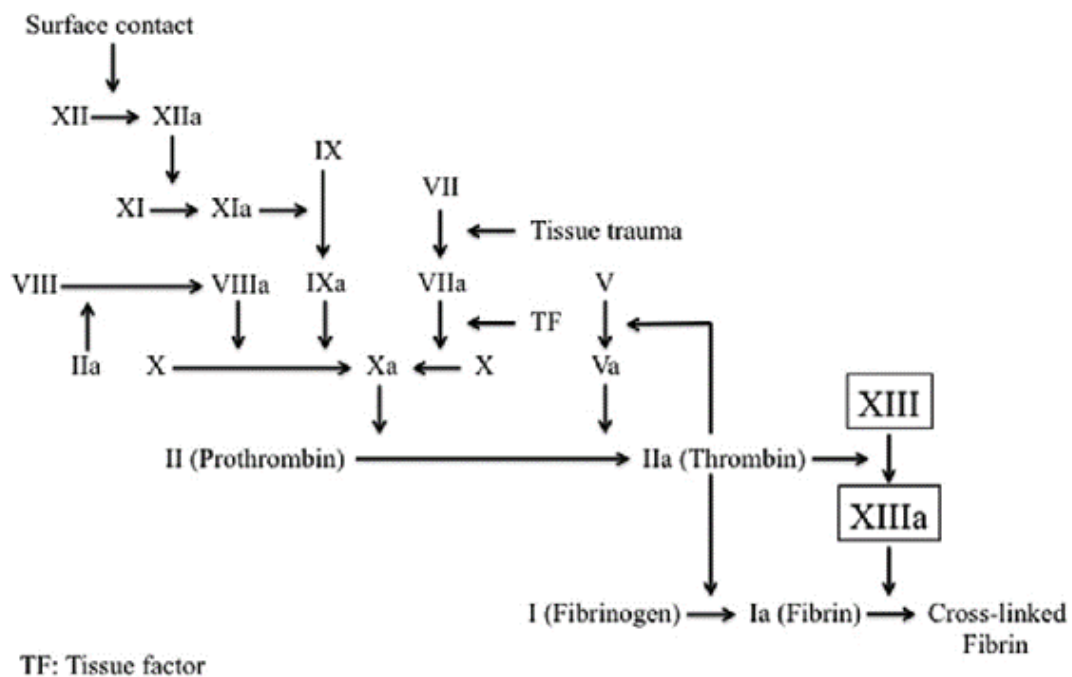 Surface contact
XII XIIa
IX
VII
XI XIa
Tissue trauma
VIII VIIIa IXa VIIa V
TF
IIa X Xa X Va
XIII
II (Prothrombin) IIa (Thrombin)
XIIIa
I (Fibrinogen) Ia (Fibrin) Cross-linked
Fibrin
TF: Tissue factor